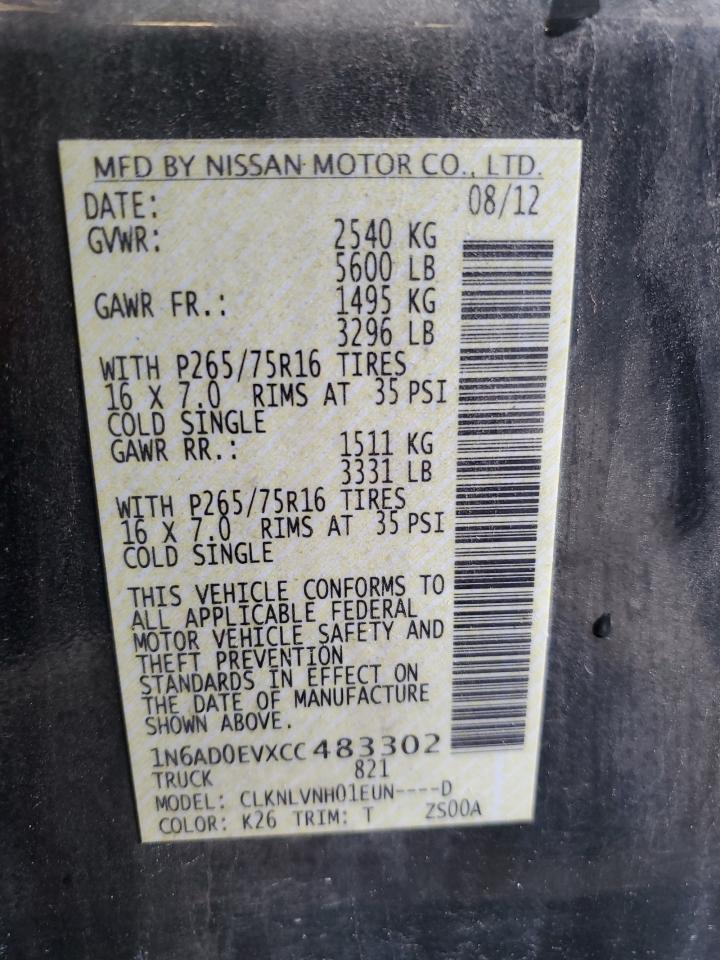 MFD BY NISSAN MOTOR CO., LTD.
DATE: 08/12
GVWR: 2540 KG
5600 LB
GAWR FR.: 1495 KG
3296 LB
WITH P265/75R16 TIRES
16 X 7.0 RIMS AT 35 PSI
COLD SINGLE
GAWR RR.: 1511 KG
3331 LB
WITH P265/75R16 TIRES
16 X 7.0 RIMS AT 35 PSI
COLD SINGLE
THIS VEHICLE CONFORMS TO
ALL APPLICABLE FEDERAL
MOTOR VEHICLE SAFETY AND
THEFT PREVENTION
STANDARDS IN EFFECT ON
THE DATE OF MANUFACTURE
SHOWN ABOVE.
1N6AD0EVXCC483302
TRUCK 821
MODEL: CLKNLVNH01EUN----D
COLOR: K26 TRIM: T ZS00A